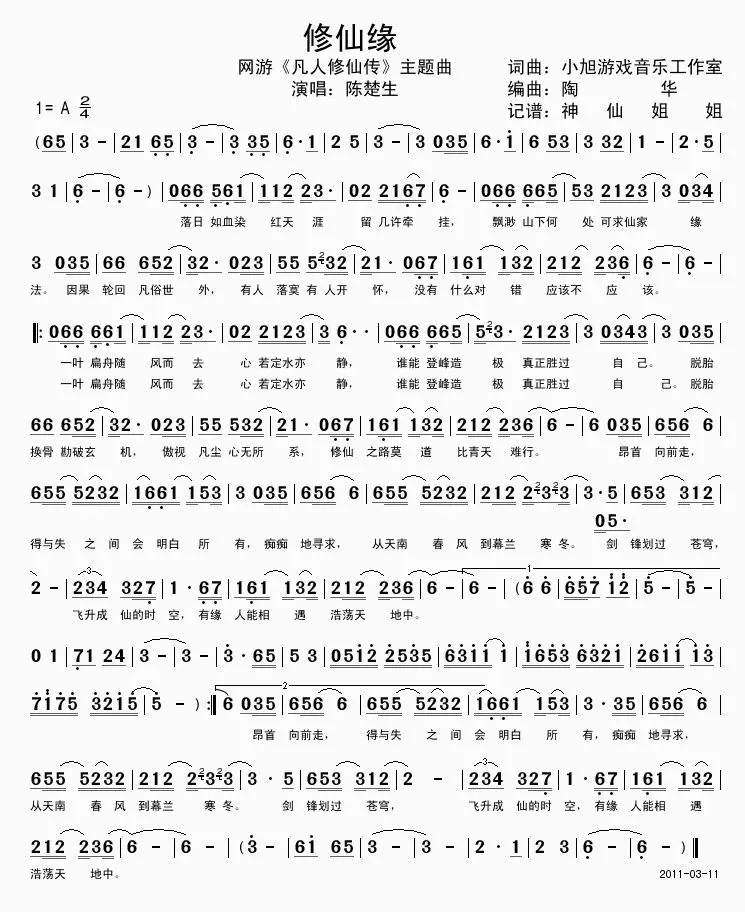 修仙缘
网游《凡人修仙传》主题曲
演唱：陈楚生
词曲：小旭游戏音乐工作室
编曲：陶 华
记谱：神仙姐姐
1= A 2/4
(65 | 3 - | 21 65 | 3 - | 3 35 | 6·1 | 2 5 | 3 - | 3 035 | 6·i | 6 53 | 3 32 | 1 - | 2·5 |
3 1 | 6 - | 6 - ) | 066 561 | 112 23· | 02 2167 | 6 - | 066 665 | 53 2123 | 3 034 |
落日 如血染 红天 涯 留 几许牵 挂， 飘渺 山下何 处 可求仙家 缘
3 035 | 66 652 | 32· 023 | 55 5232 | 21· 067 | 161 132 | 212 236 | 6 - | 6 - |
法。 因果 轮回 凡俗世 外， 有人 落寞 有 人开 怀， 没有 什么对 错 应该不 应 该。
|: 066 661 | 112 23· | 02 2123 | 3 6·· | 066 6665 | 523· 2123 | 3 0343 | 3 035 |
一叶 扁舟随 风而 去 心 若定水亦 静， 谁能 登峰造 极 真正胜过 自 己。 脱胎
一叶 扁舟随 风而 去 心 若定水亦 静， 谁能 登峰造 极 真正胜过 自 己。 脱胎
66 652 | 32· 023 | 55 532 | 21· 067 | 161 132 | 212 236 | 6 - | 6 035 | 656 6 |
换骨 勘破玄 机， 傲视 凡尘 心无所 系， 修仙 之路莫 道 比青天 难行。 昂首 向前走，
655 5232 | 1661 153 | 3 035 | 656 6 | 655 5232 | 212 2233 | 3·5 | 653 312 |
05·
得与失 之 间 会 明白 所 有， 痴痴 地寻求， 从天南 春 风 到幕兰 寒 冬。 剑 锋划过 苍穹，
2 - | 234 327 | 1·67 | 161 132 | 212 236 | 6 - | 6 - | (6 66 | 6657 12 | 5 - | 5 - |
飞升成 仙的时 空， 有缘 人能相 遇 浩荡天 地中。
0 1 | 71 24 | 3 - | 3 - | 3· 65 | 5 3 | 0512 2535 | 6311 1 | 1653 6321 | 2611 13 |
7175 3215 | 5 - ) :| 6 035 | 656 6 | 655 5232 | 1661 153 | 3· 35 | 656 6 |
昂首 向前走， 得与失 之 间 会 明白 所 有， 痴痴 地寻求，
655 5232 | 212 2233 | 3· 5 | 653 312 | 2 - | 234 327 | 1·67 | 161 132 |
从天南 春 风 到幕兰 寒 冬。 剑 锋划过 苍穹， 飞升成 仙的时 空， 有缘 人能相 遇
212 236 | 6 - | 6 - | (3 - | 61 35 | 3 - | 3 - | 2·1 | 2 3 | 6 - | 6 - ) ||
浩荡天 地中。
2011-03-11